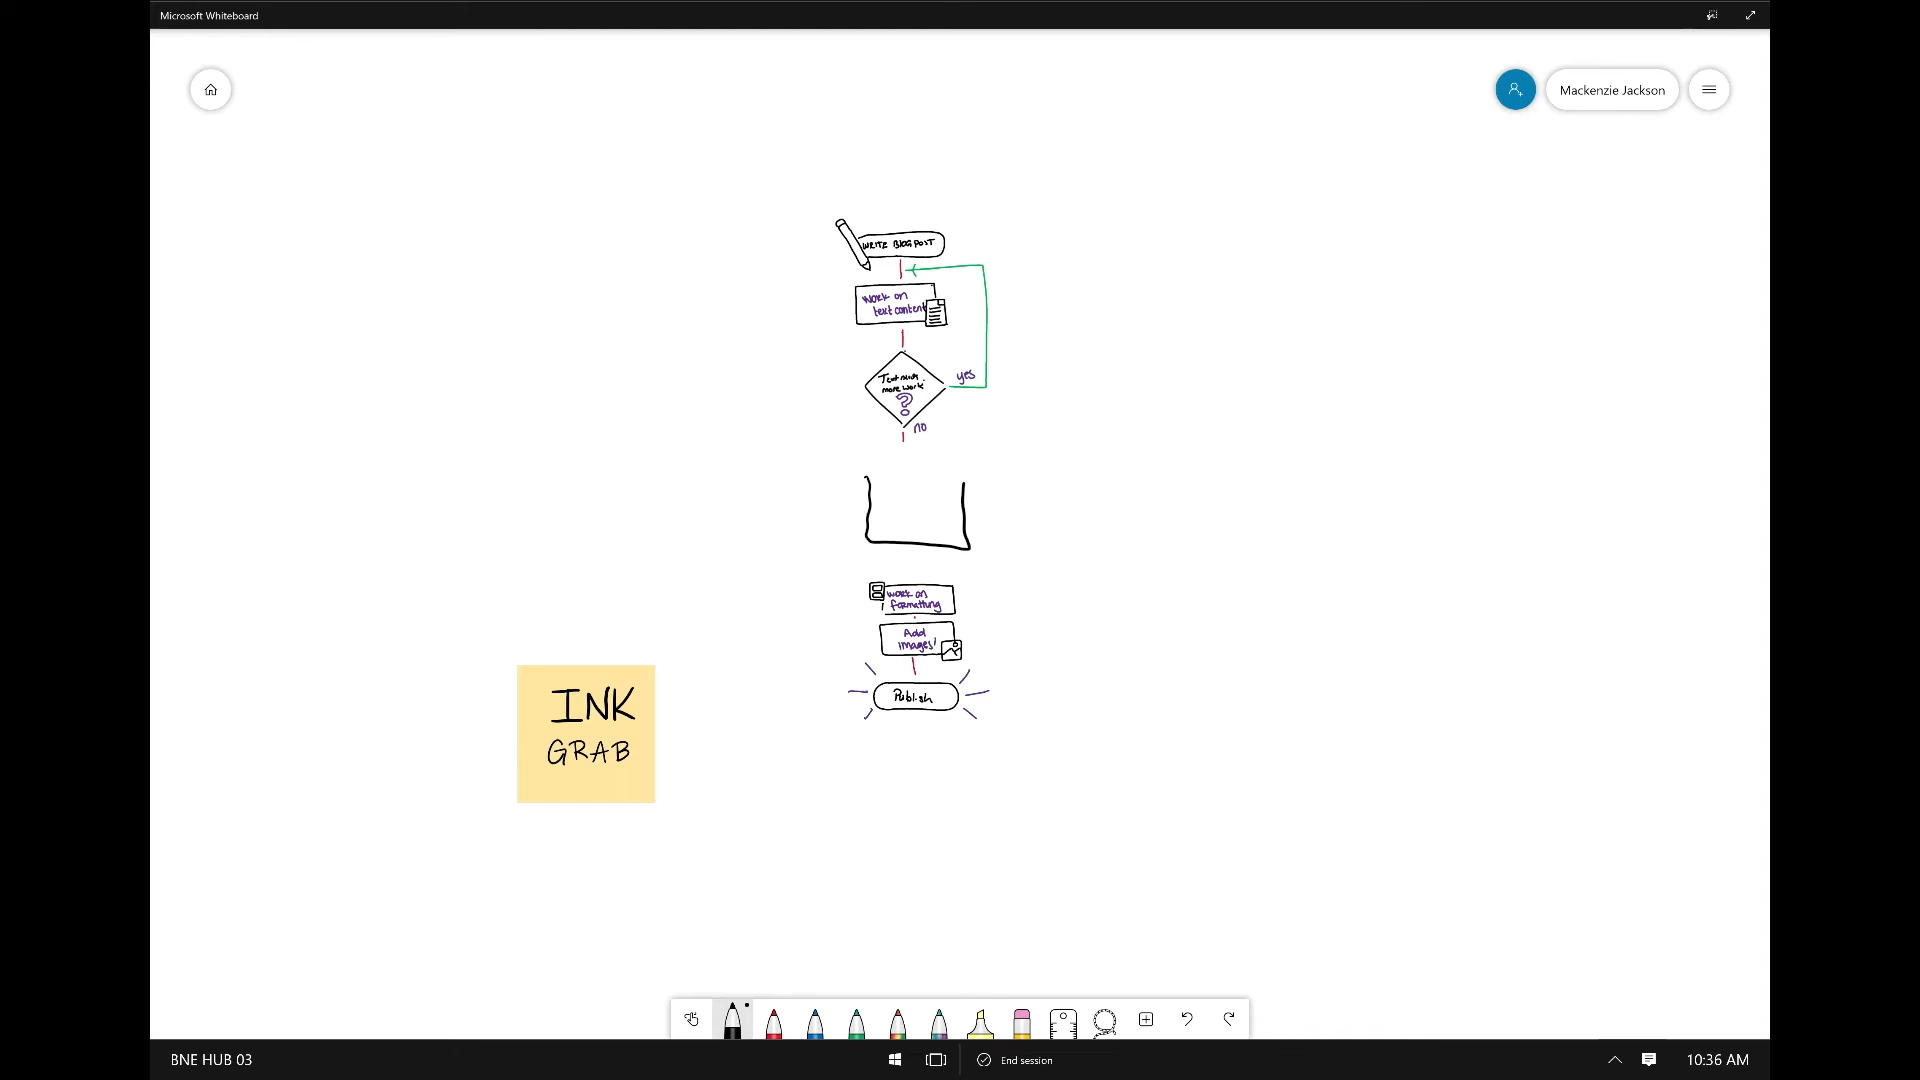 Microsoft Whiteboard
Mackenzie Jackson
WRITE BLOG POST
Work on
text content
Text needs
more work
?
yes
no
work on
formatting
Add
images!
Publish
INK
GRAB
BNE HUB 03
End session
10:36 AM